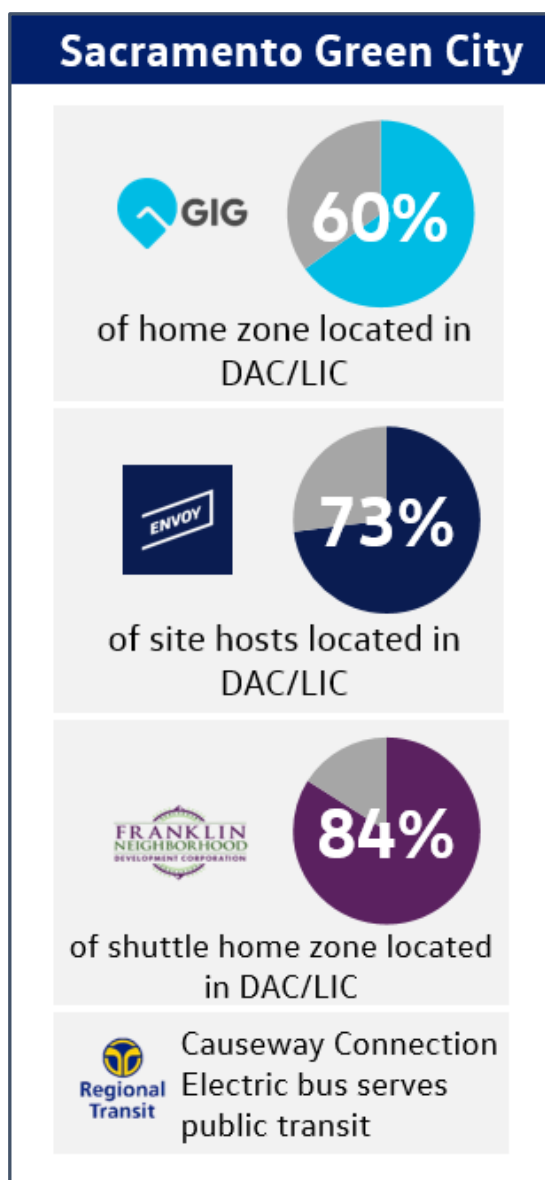 Sacramento Green City
GIG
60%
of home zone located in
DAC/LIC
ENVOY
73%
of site hosts located in
DAC/LIC
FRANKLIN
NEIGHBORHOOD
DEVELOPMENT CORPORATION
84%
of shuttle home zone located
in DAC/LIC
Regional
Transit
Causeway Connection
Electric bus serves
public transit